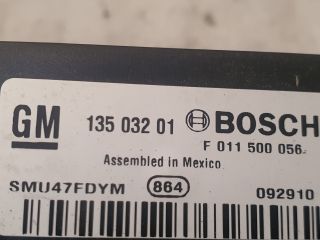 GM 135 032 01 BOSCH
F 011 500 056
Assembled in Mexico
SMU47FDYM 864 092910